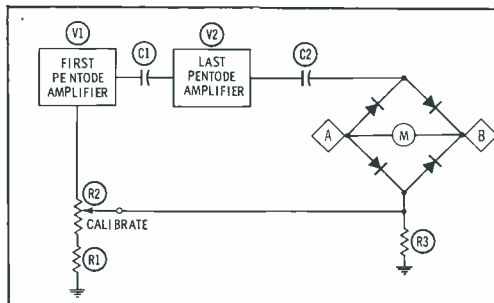 V1
V2
C1
C2
FIRST
PENTODE
AMPLIFIER
LAST
PENTODE
AMPLIFIER
A
M
B
R2
CALIBRATE
R1
R3